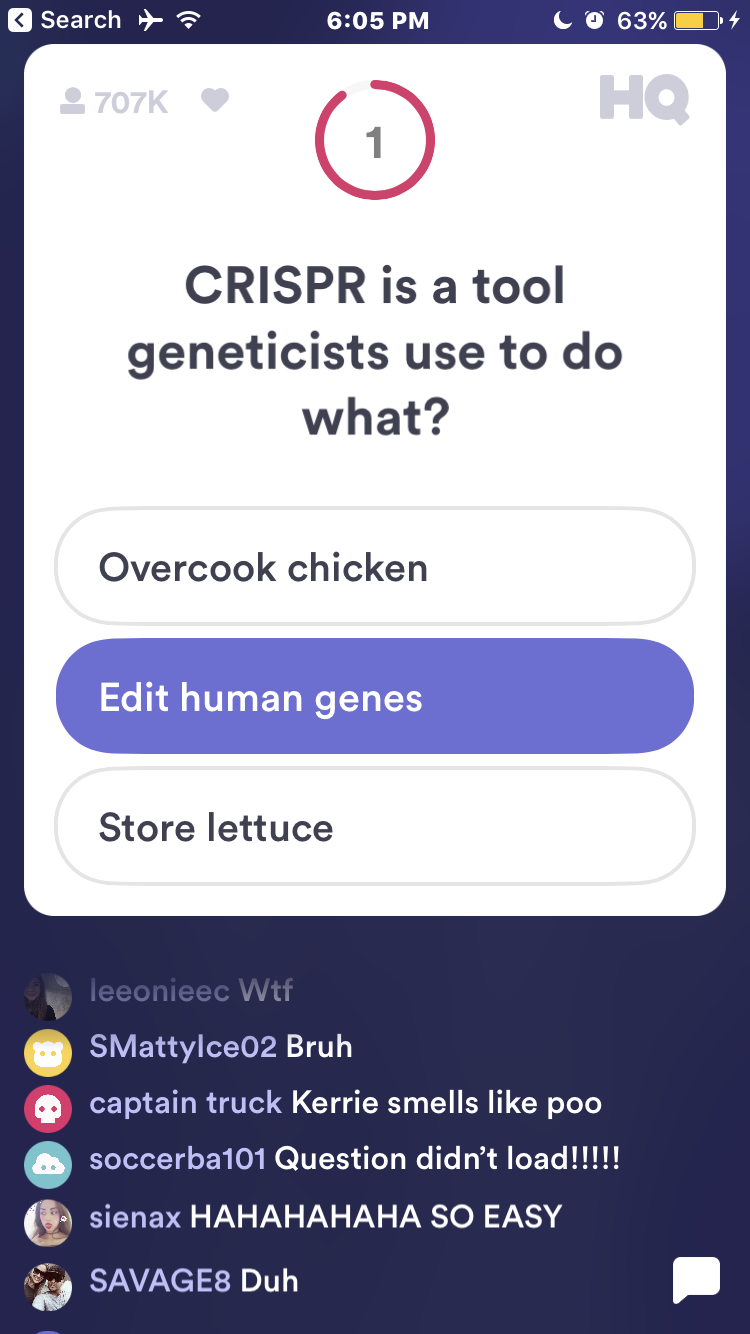 Search 6:05 PM 63%
707K 1 HQ
CRISPR is a tool
geneticists use to do
what?
Overcook chicken
Edit human genes
Store lettuce
leeonieec Wtf
SMattyIce02 Bruh
captain truck Kerrie smells like poo
soccerba101 Question didn’t load!!!!!
sienax HAHAHAHAHA SO EASY
SAVAGE8 Duh